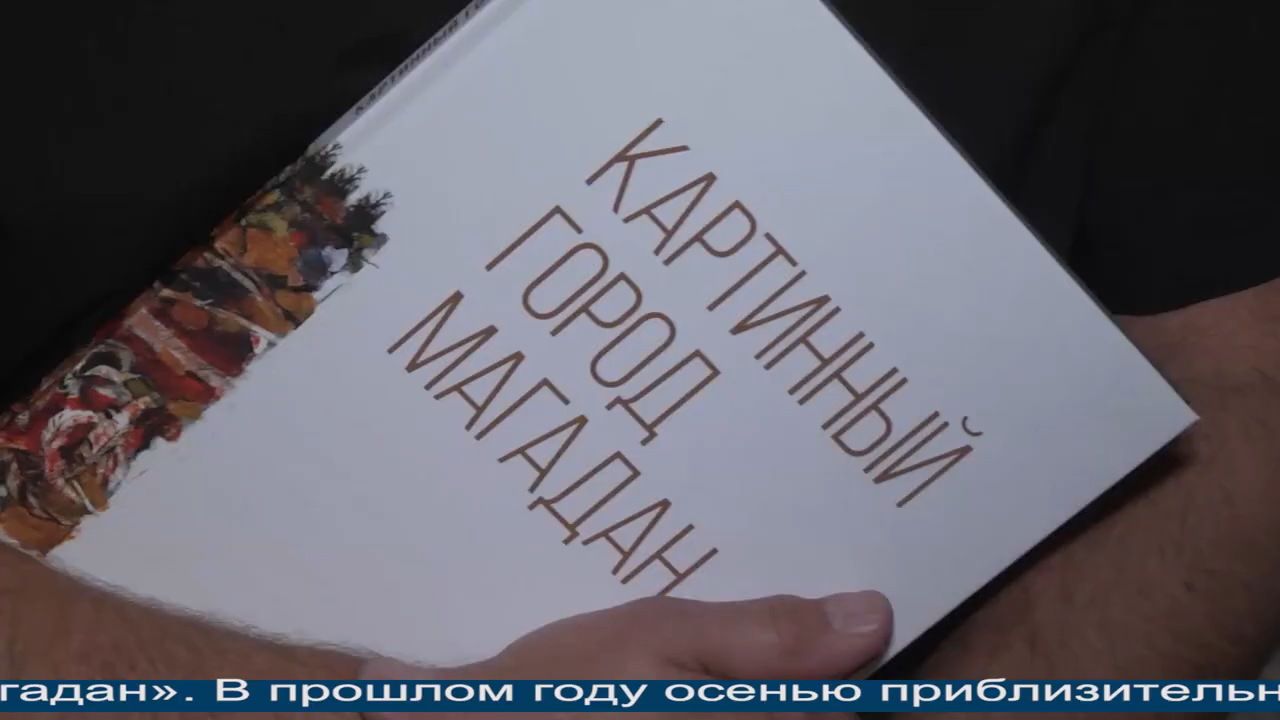 КАРТИННЫЙ
ГОРОД
МАГАДАН
гадан». В прошлом году осенью приблизительн